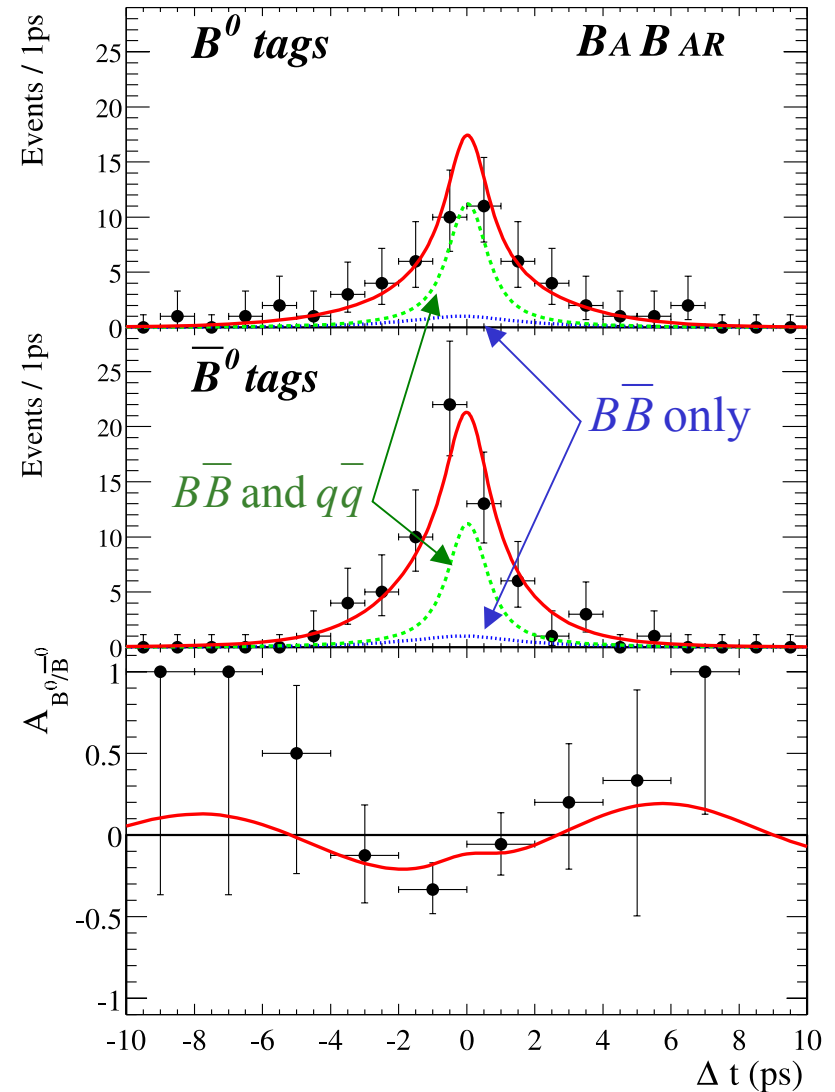 B⁰ tags BABAR
Events / 1ps
25
20
15
10
5
0
B̅⁰ tags
Events / 1ps
25
20
15
10
5
0
BB̅ only
BB̅ and qq̅
A B⁰/B̅⁰
1
0.5
0
-0.5
-1
-10 -8 -6 -4 -2 0 2 4 6 8 10
Δ t (ps)